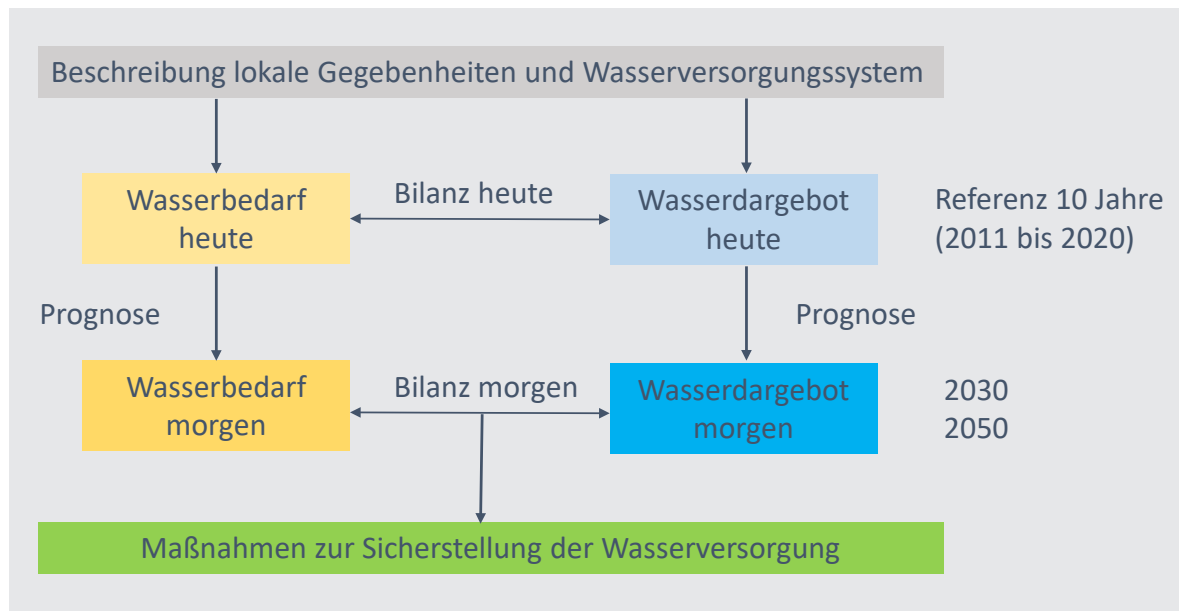 Beschreibung lokale Gegebenheiten und Wasserversorgungssystem
Wasserbedarf
heute
Bilanz heute
Wasserdargebot
heute
Referenz 10 Jahre
(2011 bis 2020)
Prognose
Prognose
Wasserbedarf
morgen
Bilanz morgen
Wasserdargebot
morgen
2030
2050
Maßnahmen zur Sicherstellung der Wasserversorgung